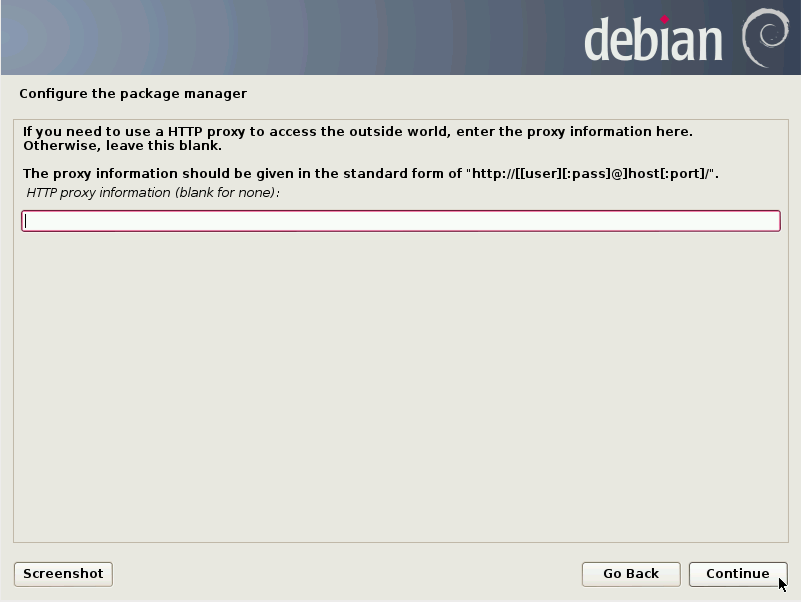 debian
Configure the package manager
If you need to use a HTTP proxy to access the outside world, enter the proxy information here.
Otherwise, leave this blank.
The proxy information should be given in the standard form of "http://[[user][:pass]@]host[:port]/".
HTTP proxy information (blank for none):
Screenshot
Go Back
Continue